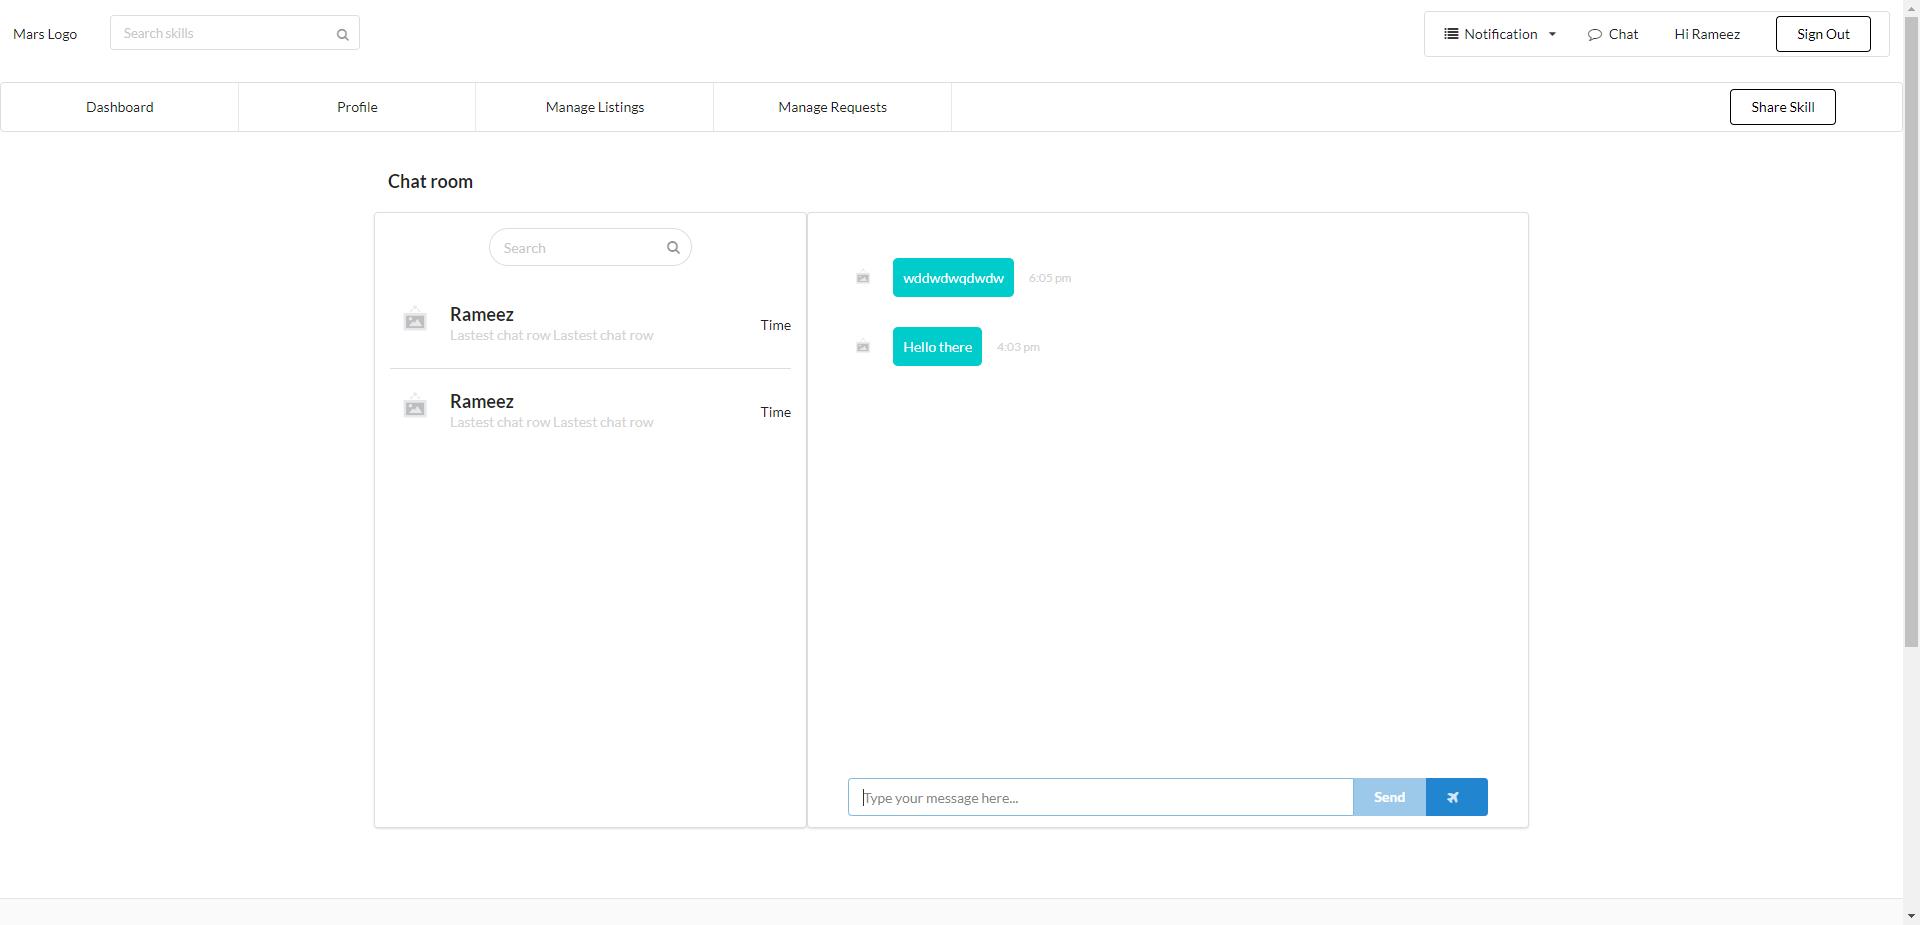 Mars Logo
Search skills
Notification
Chat
Hi Rameez
Sign Out
Dashboard
Profile
Manage Listings
Manage Requests
Share Skill
Chat room
Search
Rameez
Lastest chat row Lastest chat row
Time
Rameez
Lastest chat row Lastest chat row
Time
wddwdwqdwdw
6:05 pm
Hello there
4:03 pm
Type your message here...
Send